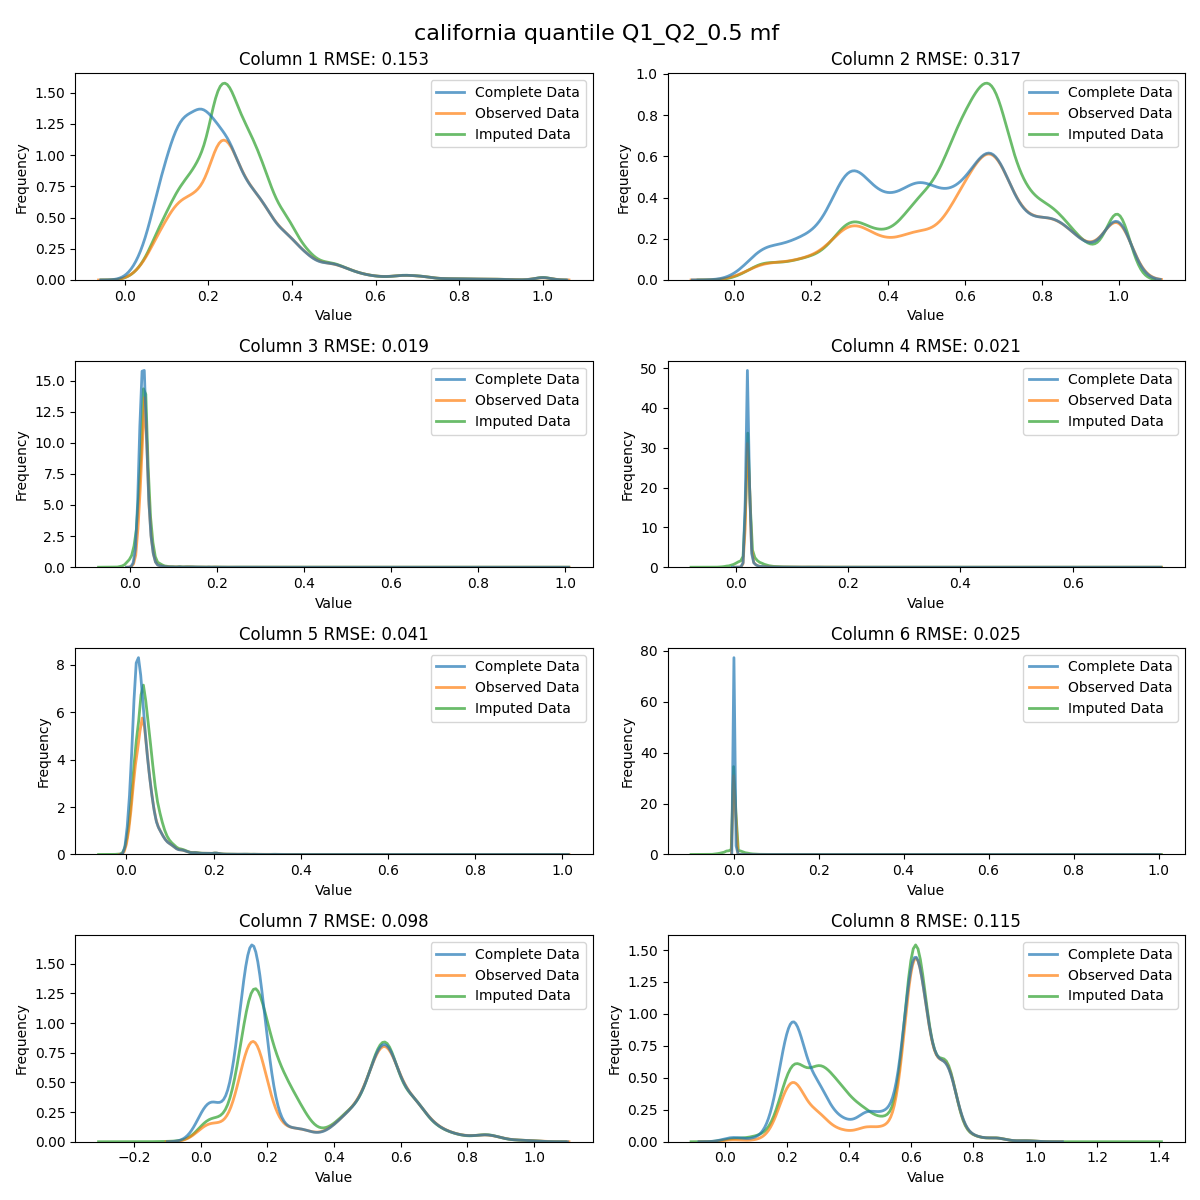 california quantile Q1_Q2_0.5 mf
Column 1 RMSE: 0.153
Frequency
1.50
1.25
1.00
0.75
0.50
0.25
0.00
0.0 0.2 0.4 0.6 0.8 1.0
Value
Complete Data
Observed Data
Imputed Data
Column 2 RMSE: 0.317
Frequency
1.0
0.8
0.6
0.4
0.2
0.0
0.0 0.2 0.4 0.6 0.8 1.0
Value
Complete Data
Observed Data
Imputed Data
Column 3 RMSE: 0.019
Frequency
15.0
12.5
10.0
7.5
5.0
2.5
0.0
0.0 0.2 0.4 0.6 0.8 1.0
Value
Complete Data
Observed Data
Imputed Data
Column 4 RMSE: 0.021
Frequency
50
40
30
20
10
0
0.0 0.2 0.4 0.6
Value
Complete Data
Observed Data
Imputed Data
Column 5 RMSE: 0.041
Frequency
8
6
4
2
0
0.0 0.2 0.4 0.6 0.8 1.0
Value
Complete Data
Observed Data
Imputed Data
Column 6 RMSE: 0.025
Frequency
80
60
40
20
0
0.0 0.2 0.4 0.6 0.8 1.0
Value
Complete Data
Observed Data
Imputed Data
Column 7 RMSE: 0.098
Frequency
1.50
1.25
1.00
0.75
0.50
0.25
0.00
−0.2 0.0 0.2 0.4 0.6 0.8 1.0
Value
Complete Data
Observed Data
Imputed Data
Column 8 RMSE: 0.115
Frequency
1.50
1.25
1.00
0.75
0.50
0.25
0.00
0.0 0.2 0.4 0.6 0.8 1.0 1.2 1.4
Value
Complete Data
Observed Data
Imputed Data